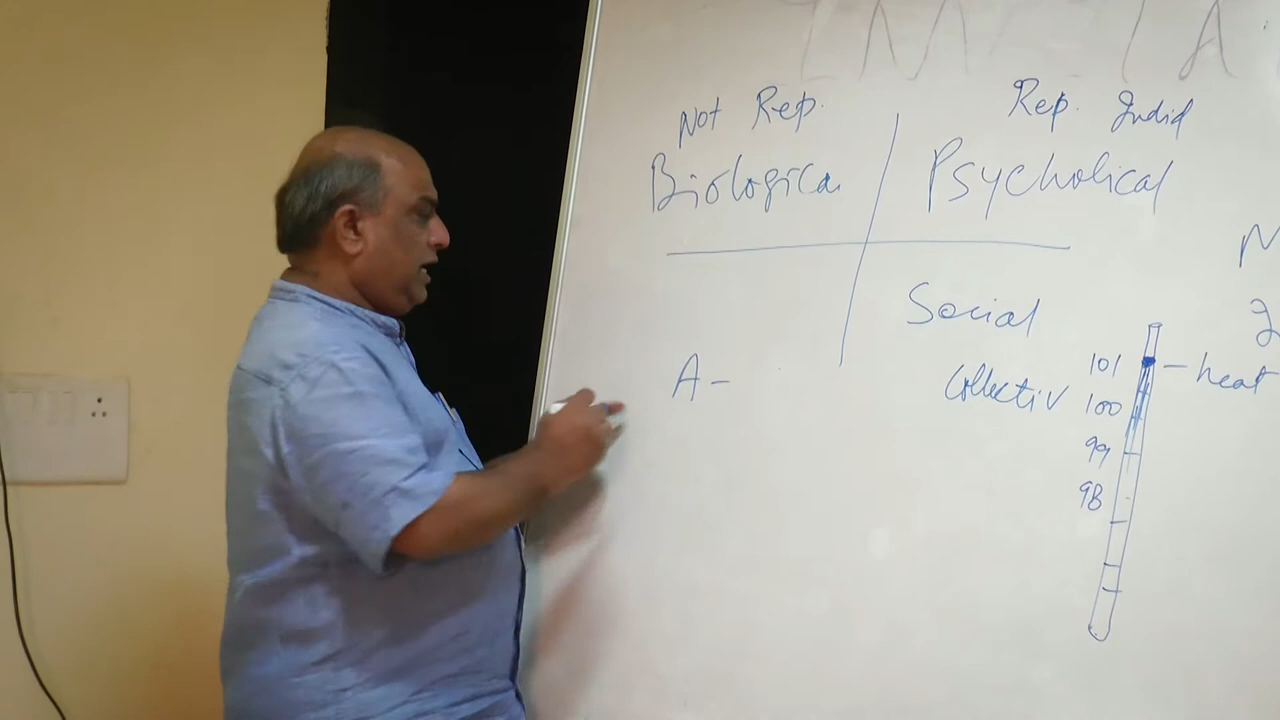 Not Rep. Rep. Indid
Biologica Psycholical
Social
A - Collectiv
101 - heat
100
99
98